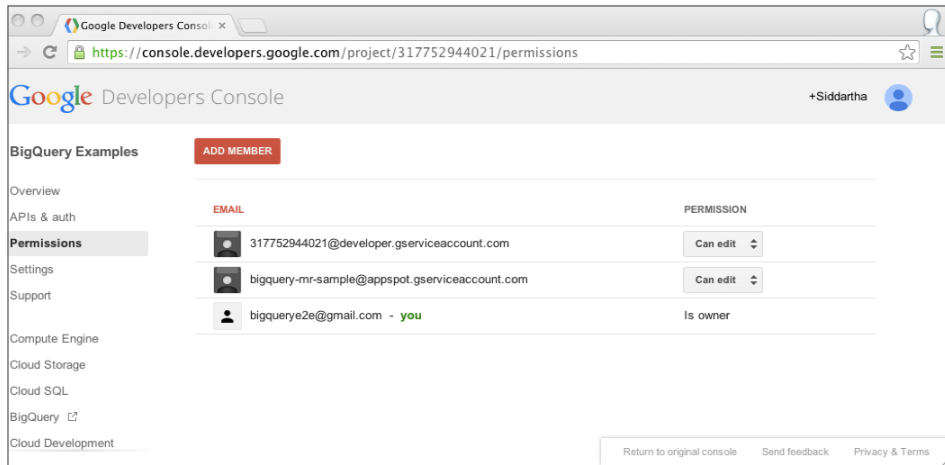 Google Developers Consol
https://console.developers.google.com/project/317752944021/permissions
Google Developers Console
+Siddartha
BigQuery Examples
ADD MEMBER
Overview
APIs & auth
Permissions
Settings
Support
Compute Engine
Cloud Storage
Cloud SQL
BigQuery
Cloud Development
EMAIL PERMISSION
317752944021@developer.gserviceaccount.com Can edit
bigquery-mr-sample@appspot.gserviceaccount.com Can edit
bigquerye2e@gmail.com - you Is owner
Return to original console Send feedback Privacy & Terms